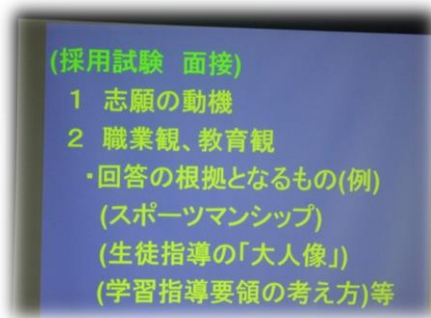 (採用試験 面接)
1 志願の動機
2 職業観、教育観
・回答の根拠となるもの(例)
(スポーツマンシップ)
(生徒指導の「大人像」)
(学習指導要領の考え方)等